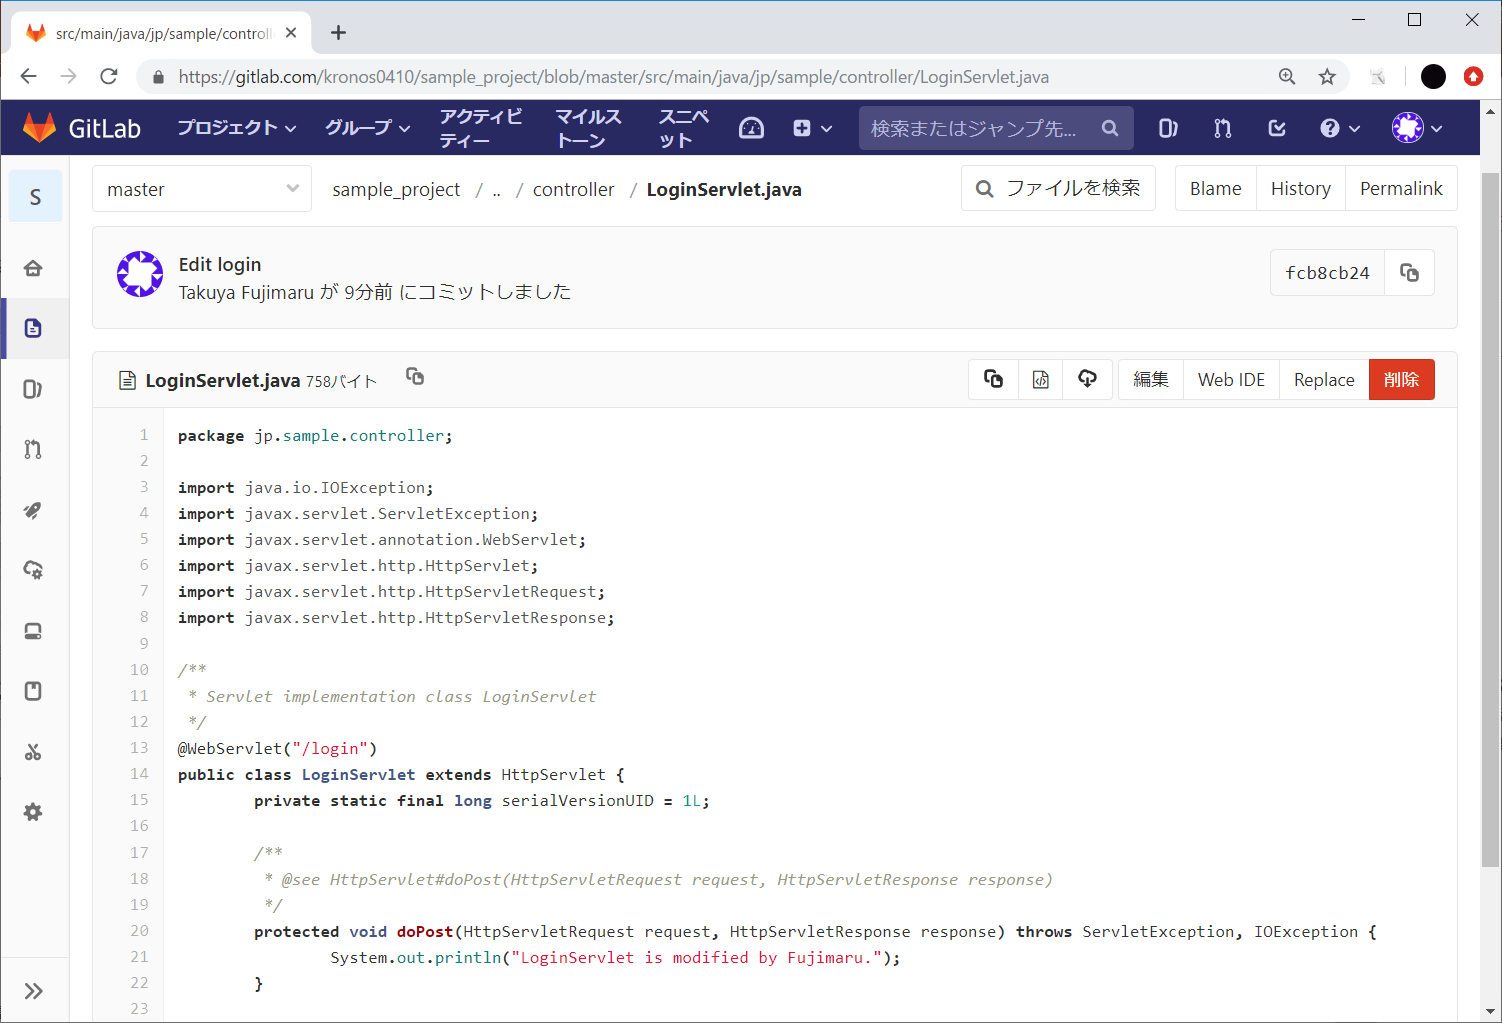 src/main/java/jp/sample/controll
https://gitlab.com/kronos0410/sample_project/blob/master/src/main/java/jp/sample/controller/LoginServlet.java
GitLab プロジェクト グループ アクティビティー マイルストーン スニペット 検索またはジャンプ先...
S master sample_project / .. / controller / LoginServlet.java ファイルを検索 Blame History Permalink
Edit login
Takuya Fujimaru が 9分前 にコミットしました
fcb8cb24
LoginServlet.java 758バイト 編集 Web IDE Replace 削除
1 package jp.sample.controller;
2
3 import java.io.IOException;
4 import javax.servlet.ServletException;
5 import javax.servlet.annotation.WebServlet;
6 import javax.servlet.http.HttpServlet;
7 import javax.servlet.http.HttpServletRequest;
8 import javax.servlet.http.HttpServletResponse;
9
10 /**
11 * Servlet implementation class LoginServlet
12 */
13 @WebServlet("/login")
14 public class LoginServlet extends HttpServlet {
15 private static final long serialVersionUID = 1L;
16
17 /**
18 * @see HttpServlet#doPost(HttpServletRequest request, HttpServletResponse response)
19 */
20 protected void doPost(HttpServletRequest request, HttpServletResponse response) throws ServletException, IOException {
21 System.out.println("LoginServlet is modified by Fujimaru.");
22 }
23